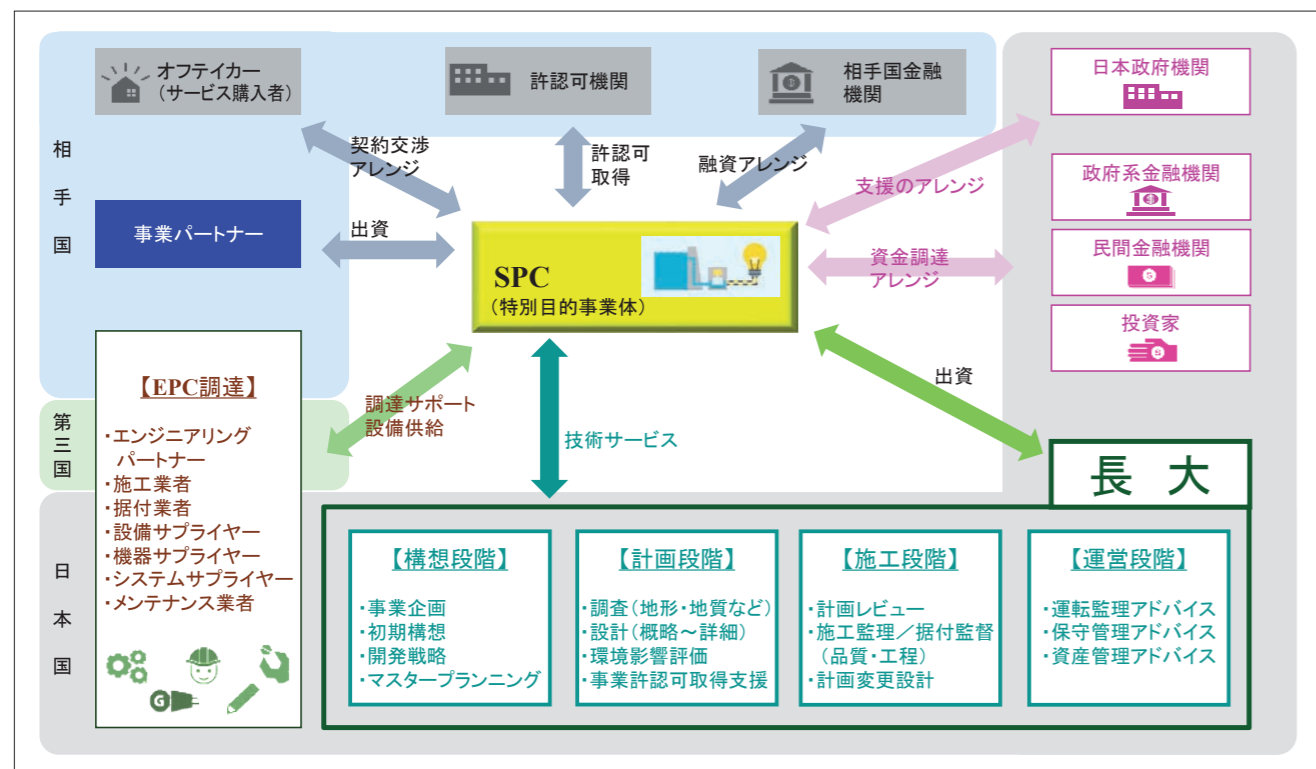 オフテイカー
（サービス購入者）
許認可機関
相手国金融
機関
日本政府機関
相手国
契約交渉
アレンジ
許認可
取得
融資アレンジ
支援のアレンジ
政府系金融機関
事業パートナー
出資
SPC
（特別目的事業体）
資金調達
アレンジ
民間金融機関
投資家
【EPC調達】
・エンジニアリング
パートナー
・施工業者
・据付業者
・設備サプライヤー
・機器サプライヤー
・システムサプライヤー
・メンテナンス業者
G
第三国
日本国
調達サポート
設備供給
技術サービス
出資
長大
【構想段階】
・事業企画
・初期構想
・開発戦略
・マスタープランニング
【計画段階】
・調査（地形・地質など）
・設計（概略～詳細）
・環境影響評価
・事業許認可取得支援
【施工段階】
・計画レビュー
・施工監理／据付監督
（品質・工程）
・計画変更設計
【運営段階】
・運転監理アドバイス
・保守管理アドバイス
・資産管理アドバイス